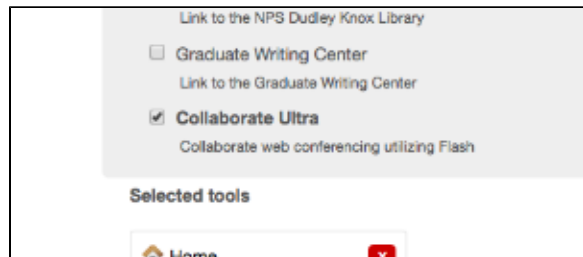 Link to the NPS Dudley Knox Library
Graduate Writing Center
Link to the Graduate Writing Center
Collaborate Ultra
Collaborate web conferencing utilizing Flash
Selected tools
Home
x